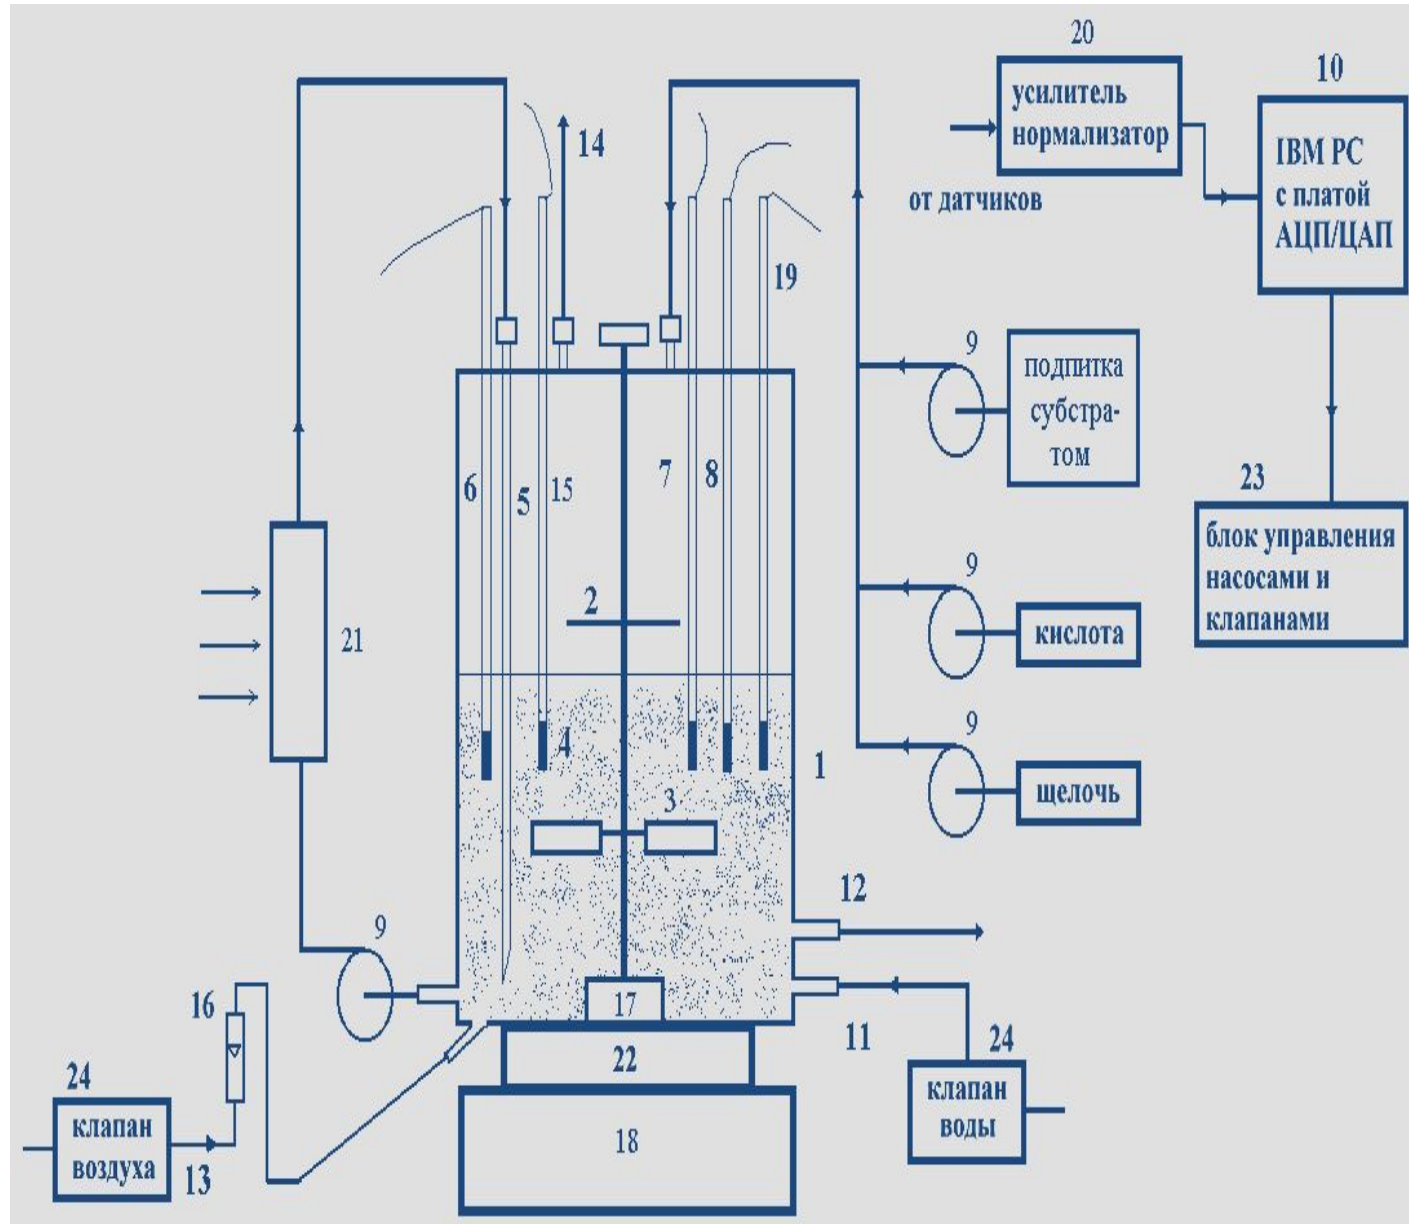 20
усилитель
нормализатор
10
IBM PC
с платой
АЦП/ЦАП
от датчиков
14
19
9
подпитка
субстра-
том
6
5
15
7
8
23
блок управления
насосами и
клапанами
2
9
кислота
21
4
1
9
щелочь
3
12
9
16
17
11
24
клапан
воды
22
24
клапан
воздуха
13
18